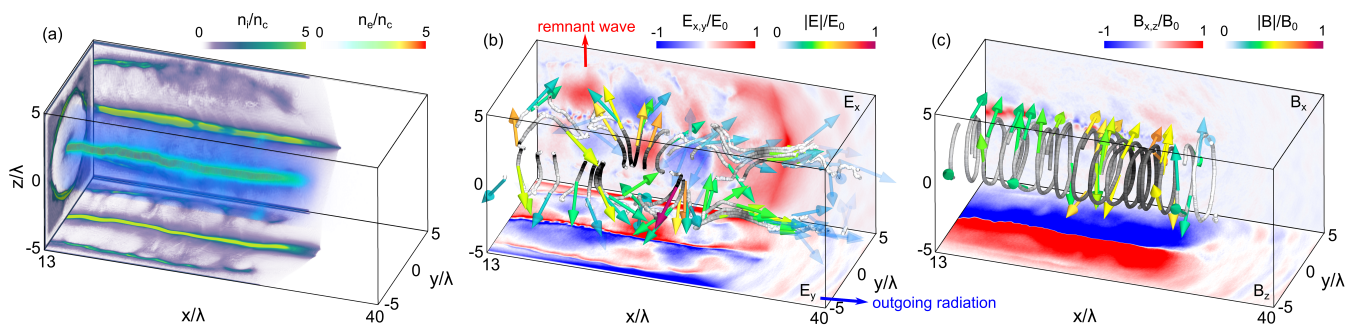 (a)
n_i/n_c
n_e/n_c
0
5
0
5
5
0
-5
z/λ
13
x/λ
40
-5
0
5
y/λ
(b)
remnant wave
E_{x,y}/E_0
|E|/E_0
-1
1
0
1
E_x
5
0
-5
13
x/λ
E_y
outgoing radiation
40
-5
0
5
y/λ
(c)
B_{x,z}/B_0
|B|/B_0
-1
1
0
1
B_x
5
0
-5
13
x/λ
B_z
40
-5
0
5
y/λ